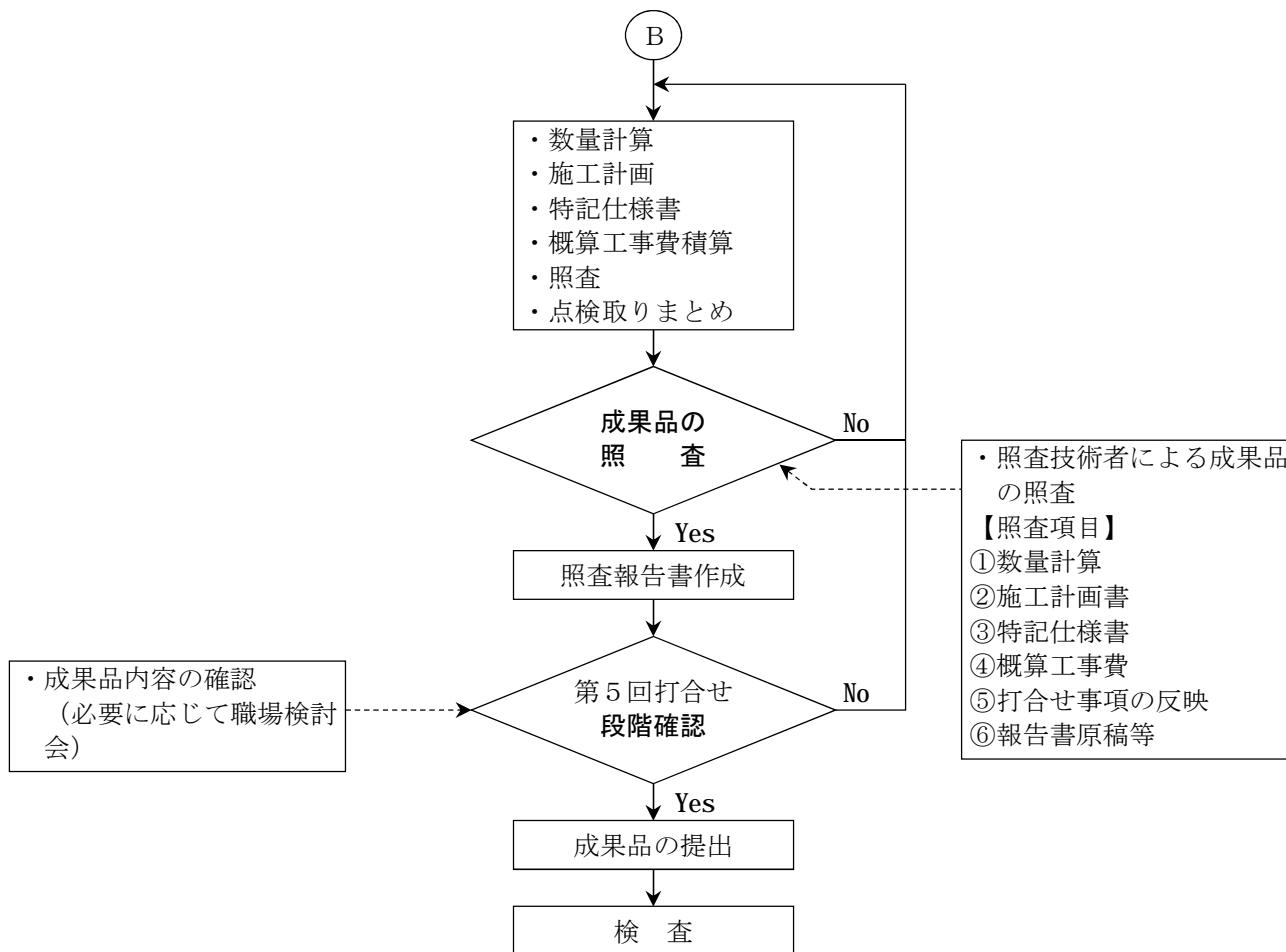 Ｂ
・数量計算
・施工計画
・特記仕様書
・概算工事費積算
・照査
・点検取りまとめ
成果品の
照　　査
No
Yes
・照査技術者による成果品
の照査
【照査項目】
①数量計算
②施工計画書
③特記仕様書
④概算工事費
⑤打合せ事項の反映
⑥報告書原稿等
照査報告書作成
・成果品内容の確認
（必要に応じて職場検討
会）
第５回打合せ
段階確認
No
Yes
成果品の提出
検　査